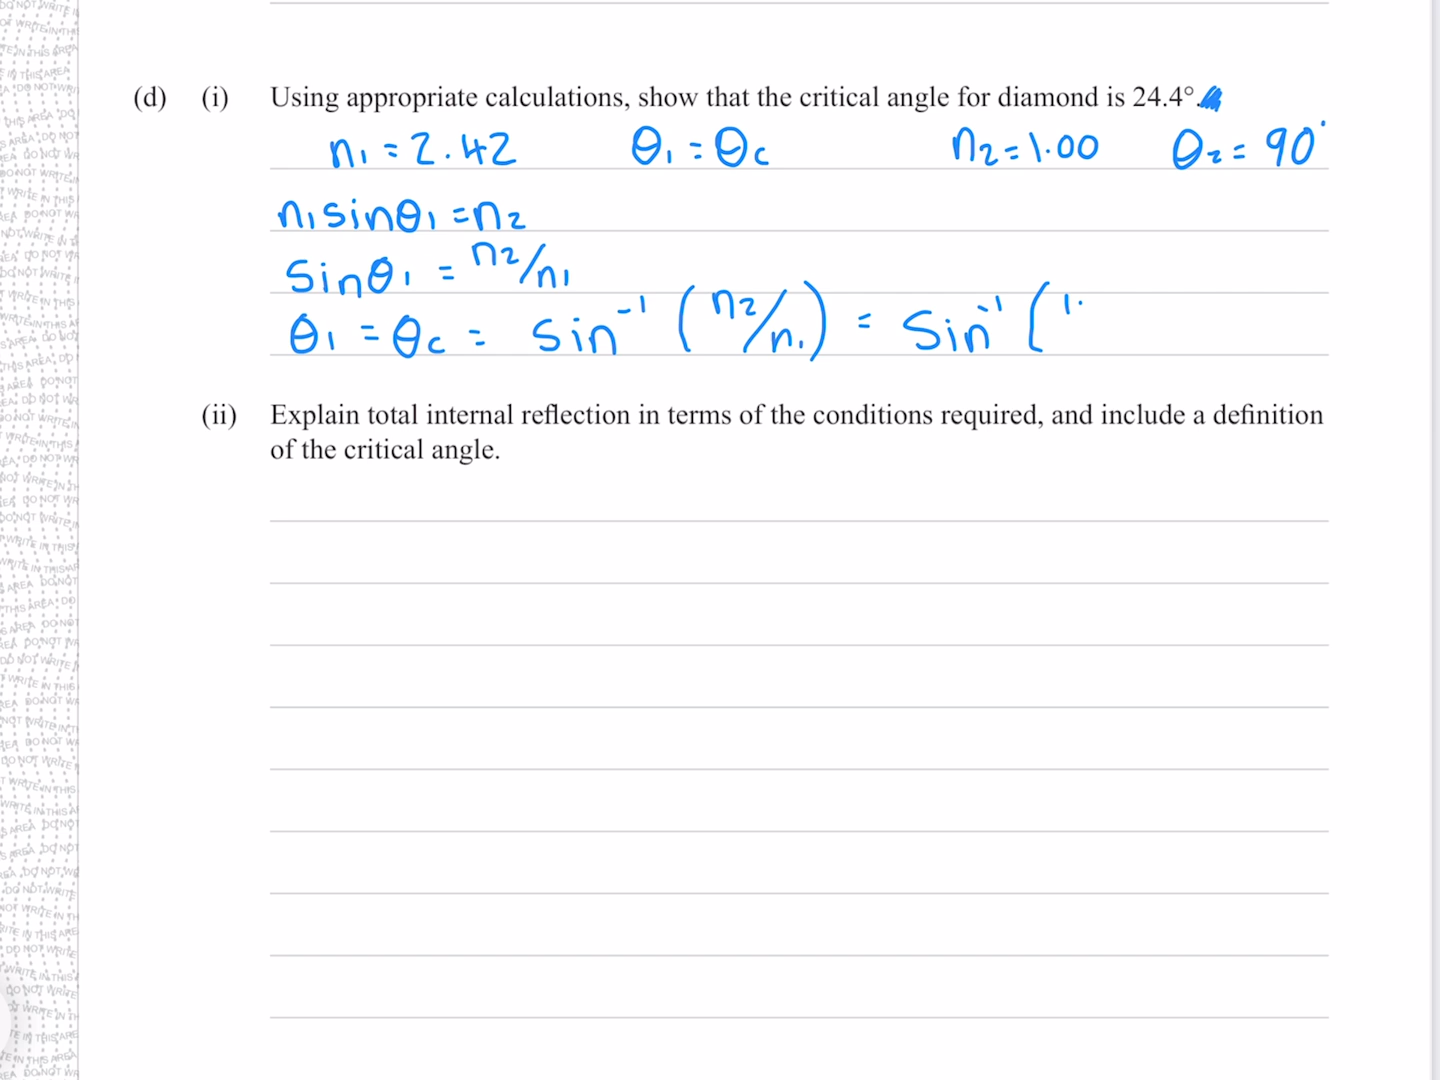 (d) (i) Using appropriate calculations, show that the critical angle for diamond is 24.4°.
n₁ = 2.42 θ₁ = θc n₂ = 1.00 θ₂ = 90°
n₁ sinθ₁ = n₂
sinθ₁ = n₂/n₁
θ₁ = θc = sin⁻¹ (n₂/n₁) = sin⁻¹ (1.
(ii) Explain total internal reflection in terms of the conditions required, and include a definition
of the critical angle.